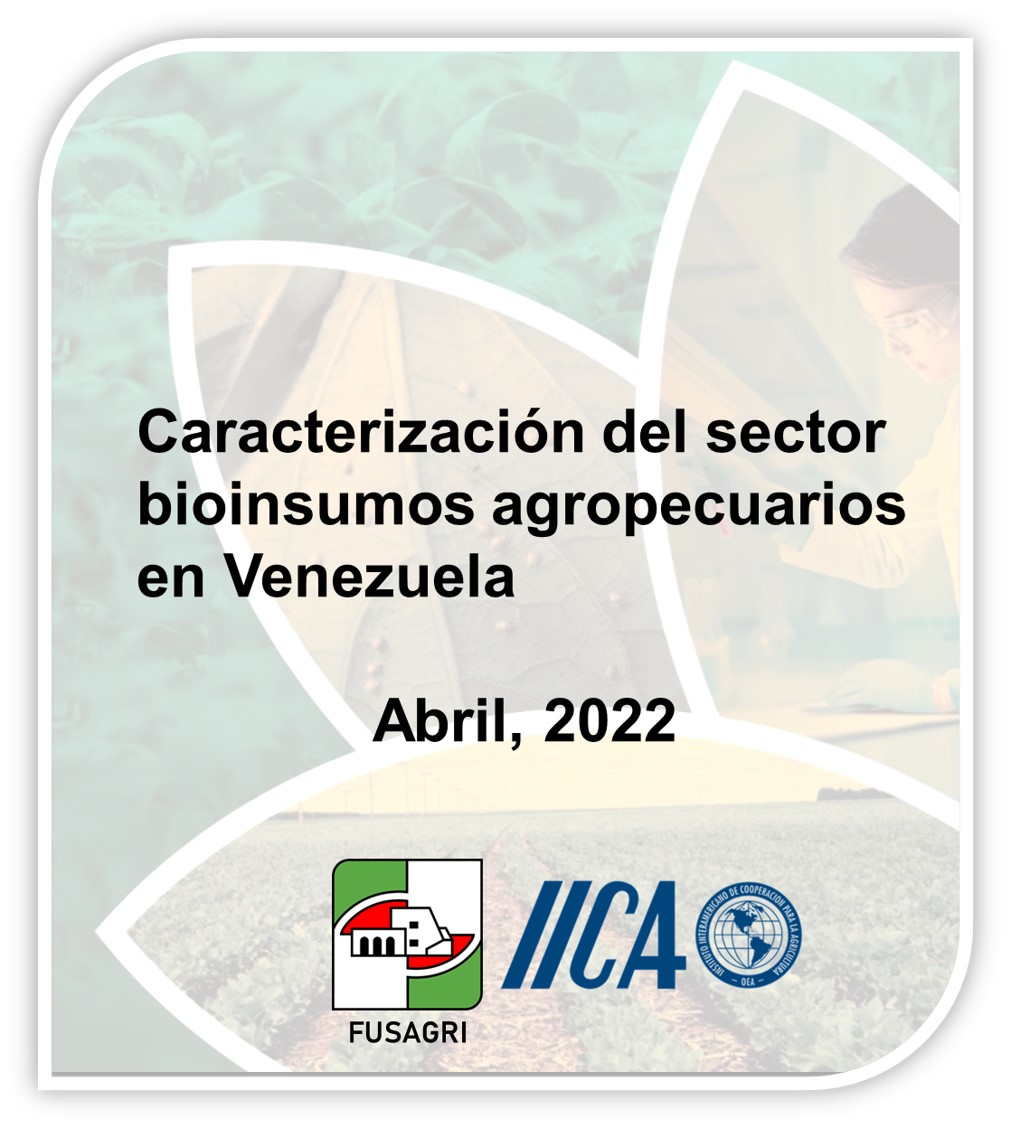 Caracterización del sector
bioinsumos agropecuarios
en Venezuela
Abril, 2022
FUSAGRI
IICA
INSTITUTO INTERAMERICANO DE COOPERACION PARA LA AGRICULTURA
– OEA –